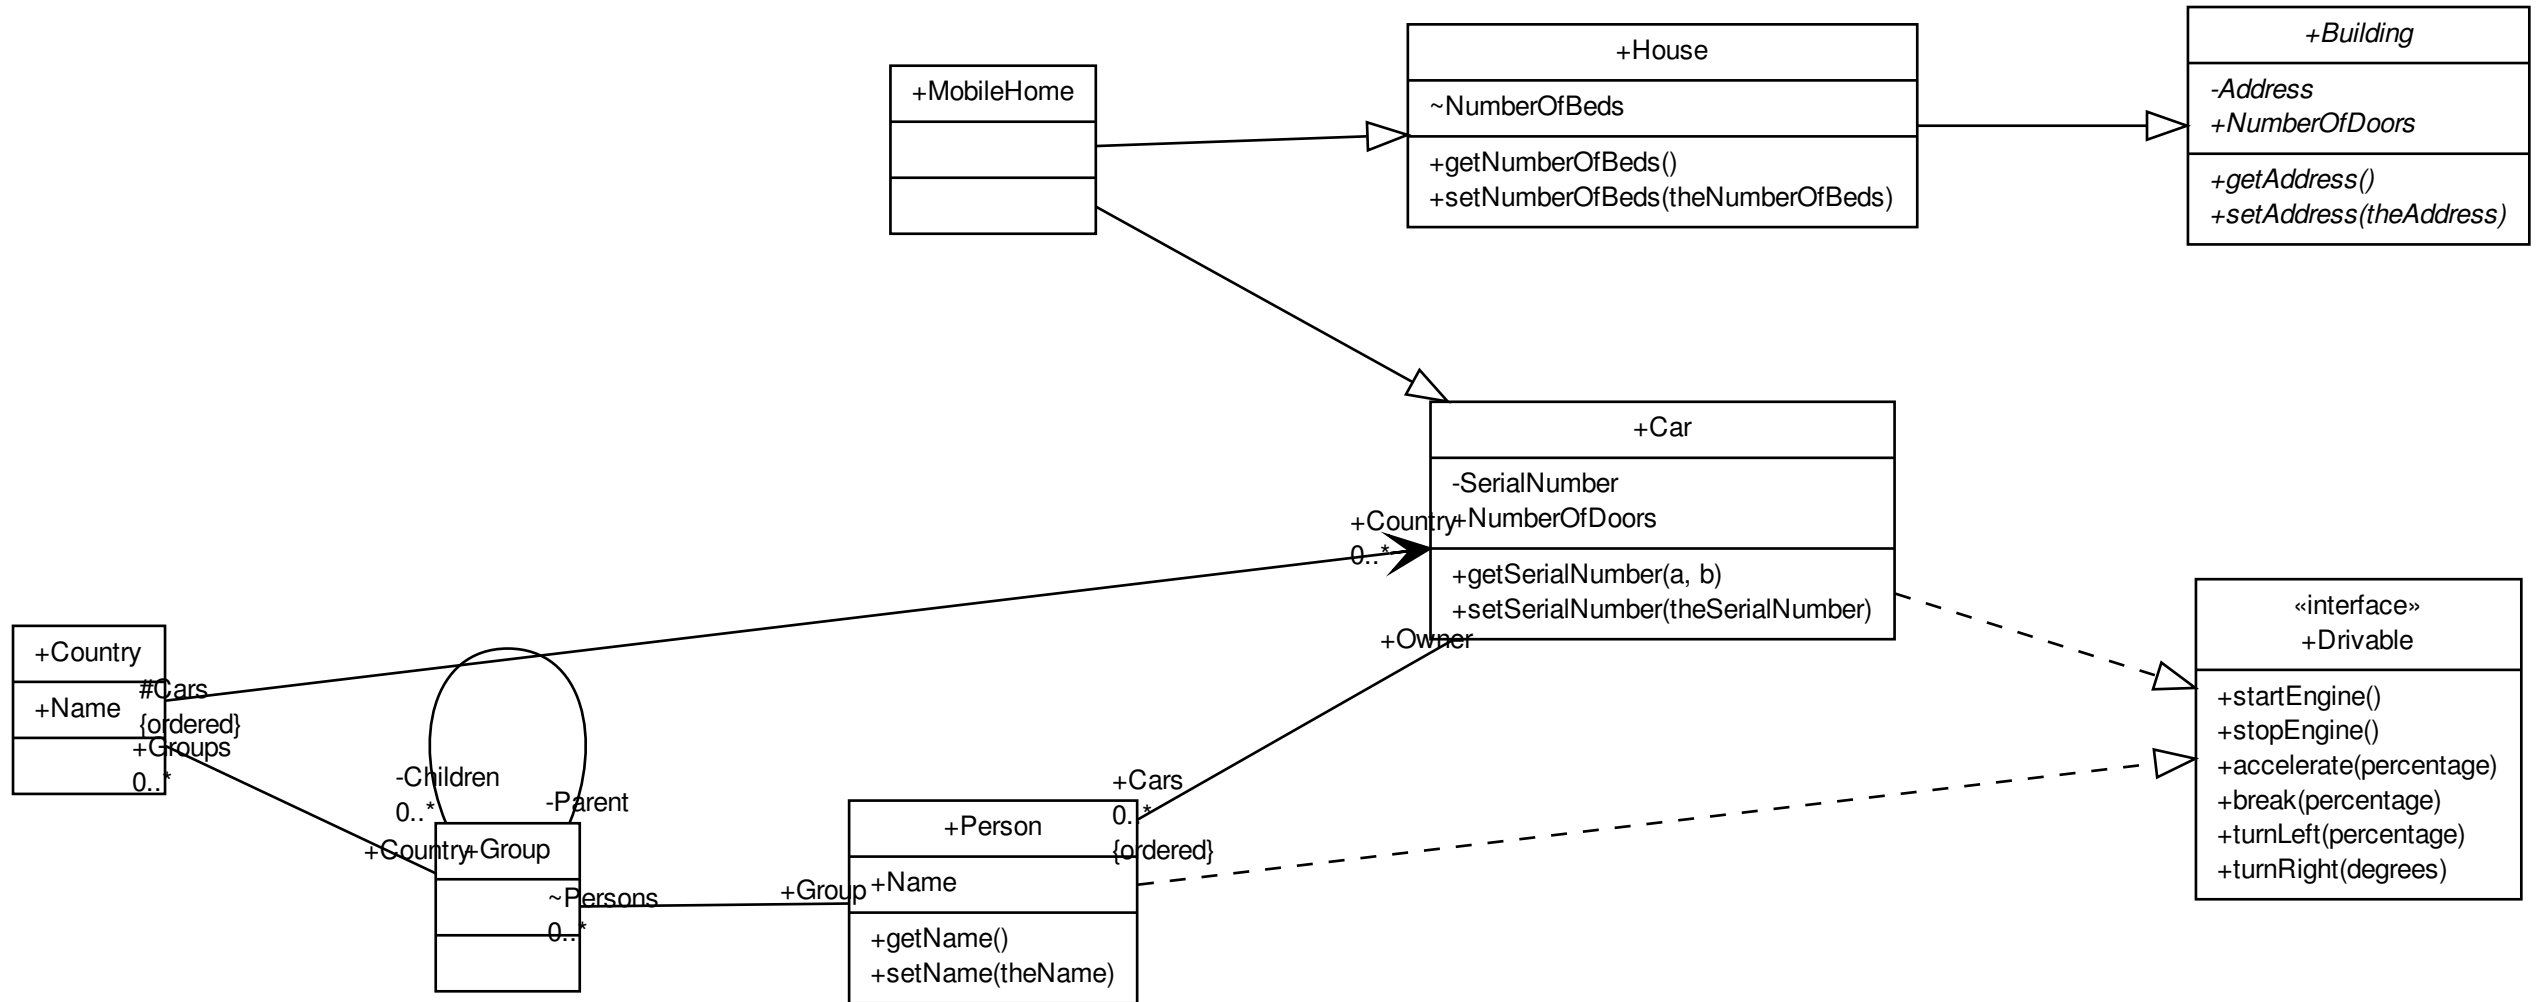 +MobileHome
+House
~NumberOfBeds
+getNumberOfBeds()
+setNumberOfBeds(theNumberOfBeds)
+Building
-Address
+NumberOfDoors
+getAddress()
+setAddress(theAddress)
+Car
-SerialNumber
+NumberOfDoors
+getSerialNumber(a, b)
+setSerialNumber(theSerialNumber)
+Country
0..*
+Owner
«interface»
+Drivable
+startEngine()
+stopEngine()
+accelerate(percentage)
+break(percentage)
+turnLeft(percentage)
+turnRight(degrees)
+Country
+Name
#Cars
{ordered}
+Groups
0..*
-Children
0..*
-Parent
+Country
+Group
~Persons
0..*
+Group
+Person
+Name
+getName()
+setName(theName)
+Cars
0..*
{ordered}